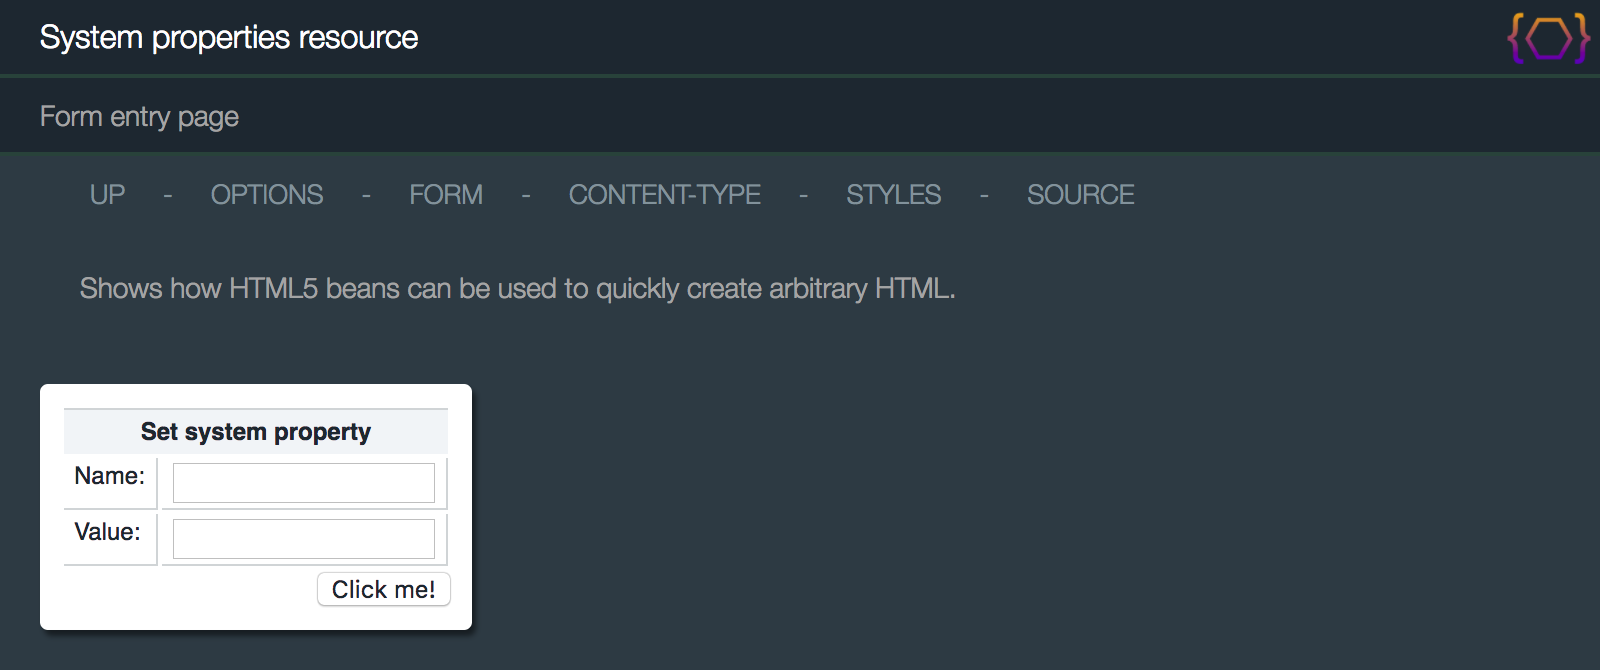 System properties resource
Form entry page
UP - OPTIONS - FORM - CONTENT-TYPE - STYLES - SOURCE
Shows how HTML5 beans can be used to quickly create arbitrary HTML.
Set system property
Name:
Value:
Click me!